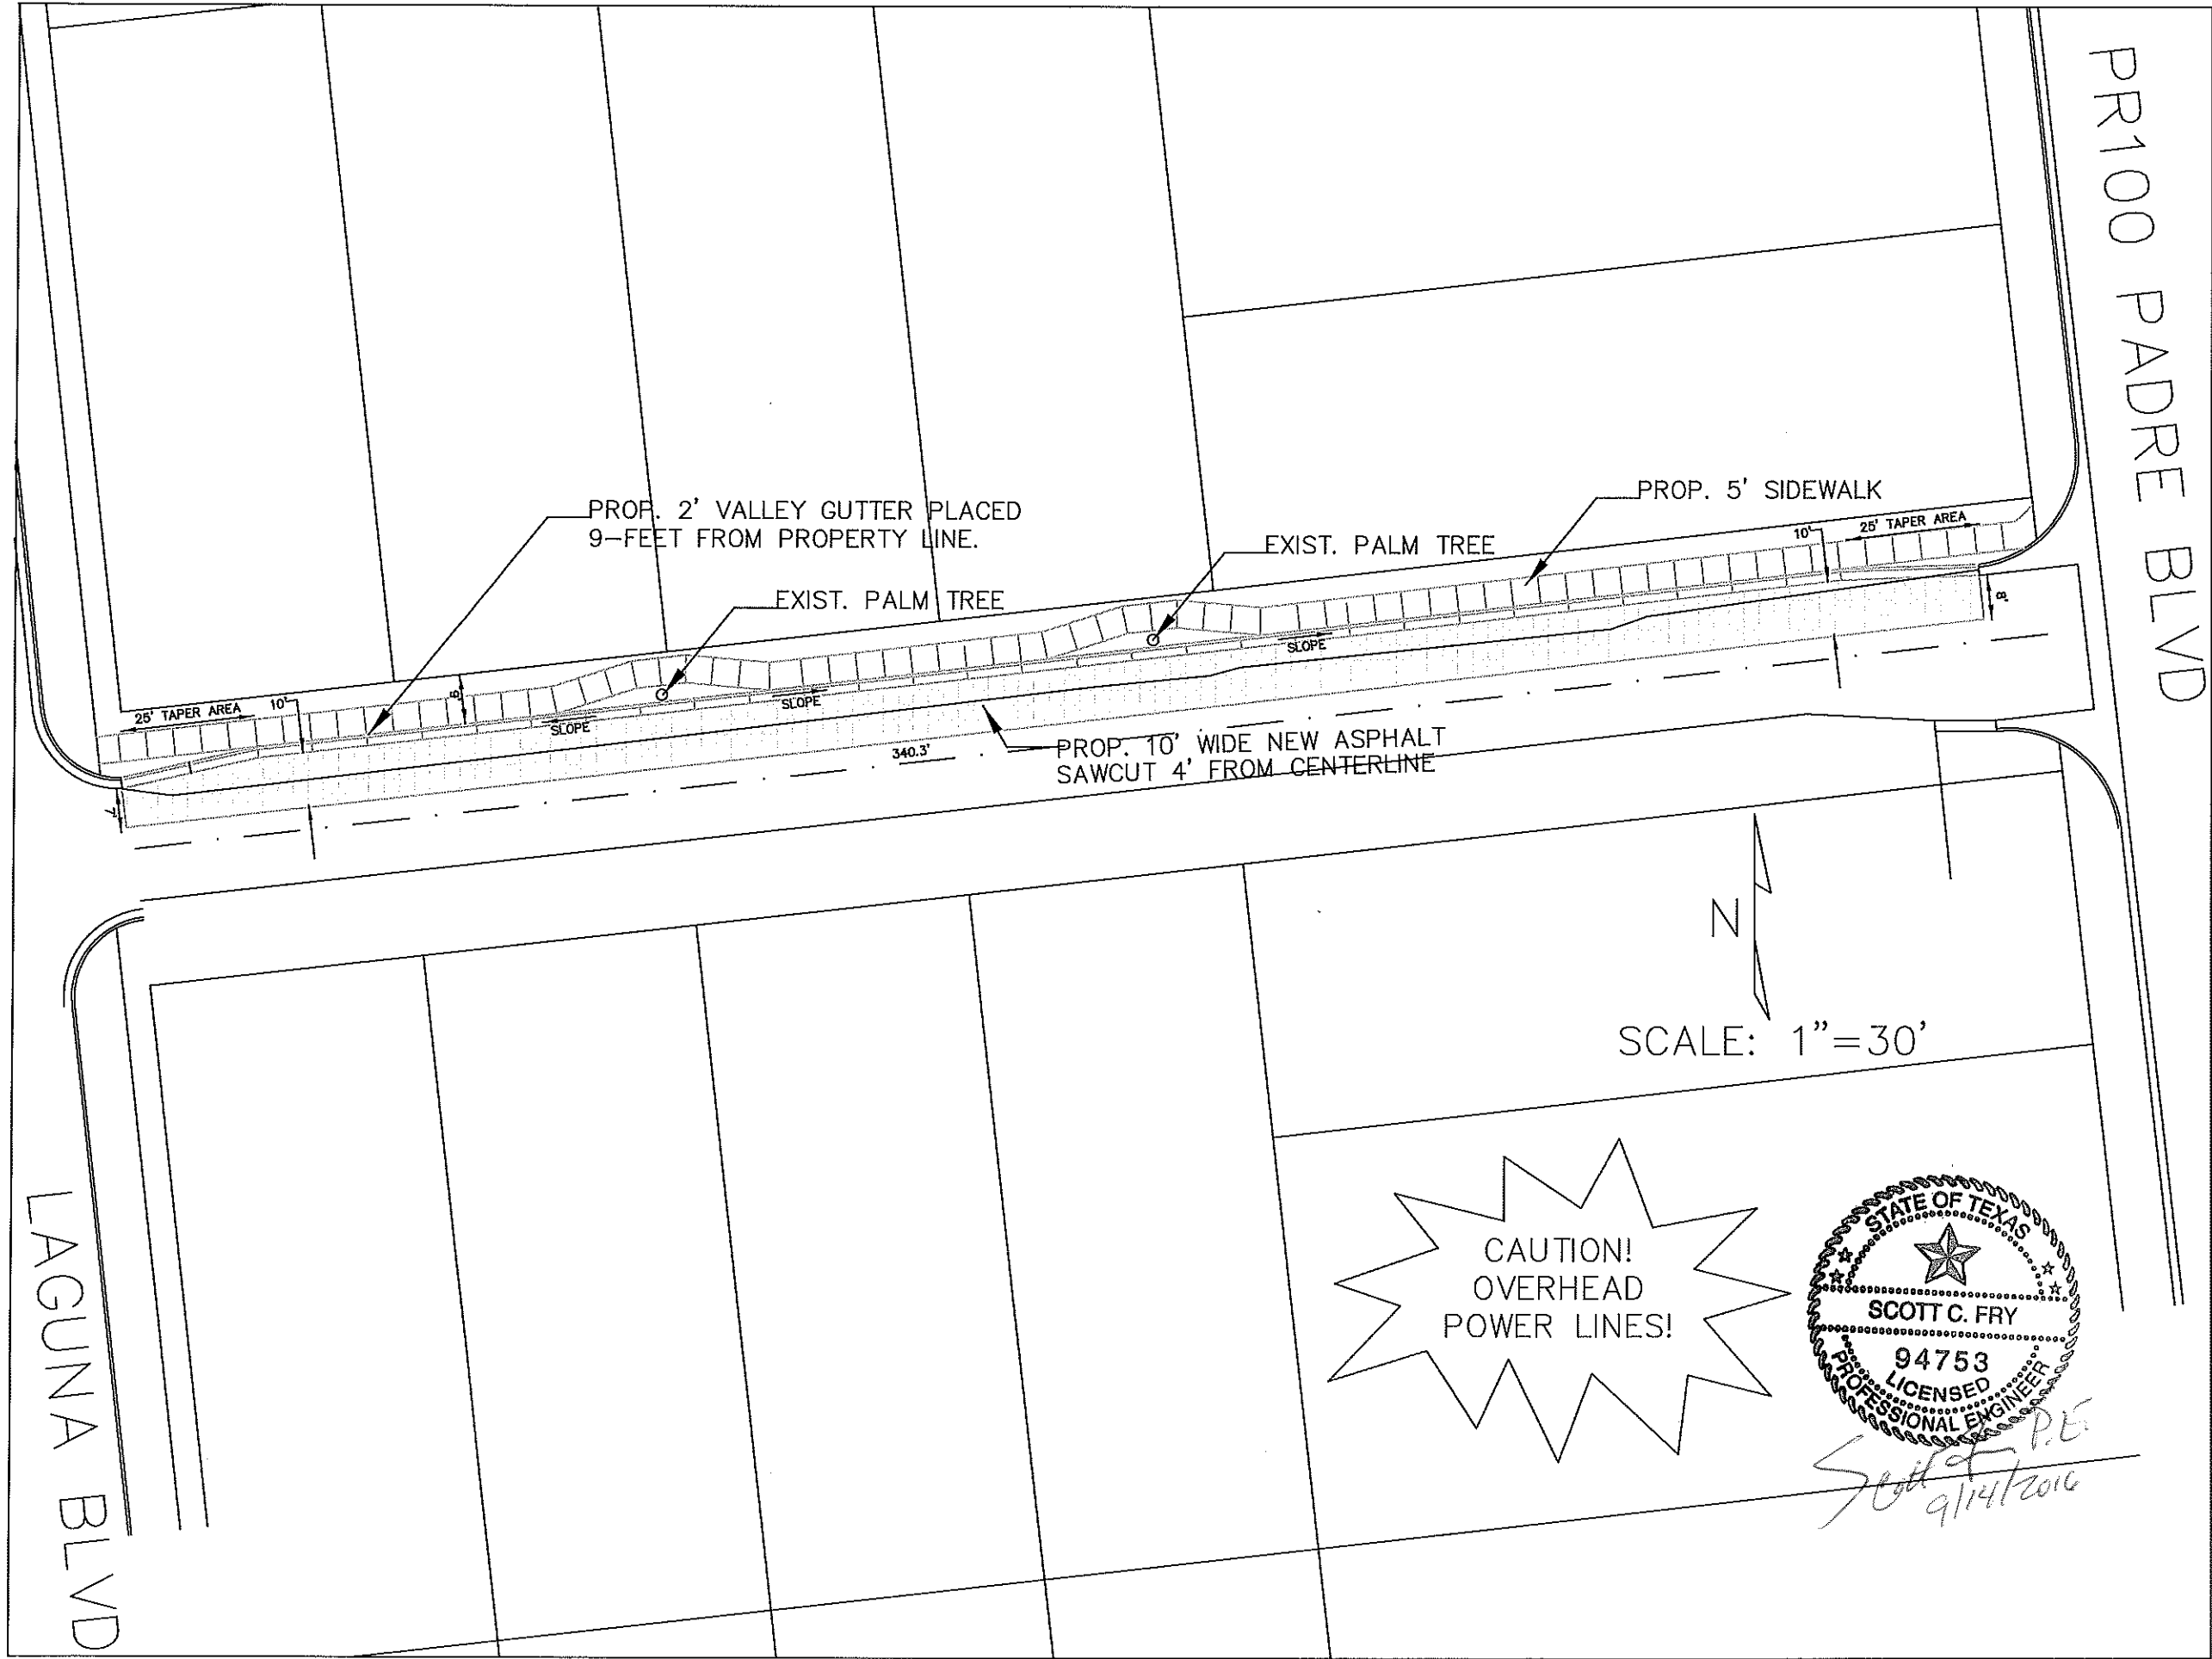 PR100 PADRE BLVD
PROP. 2' VALLEY GUTTER PLACED
9-FEET FROM PROPERTY LINE.
PROP. 5' SIDEWALK
EXIST. PALM TREE
EXIST. PALM TREE
10'
25' TAPER AREA
8'
25' TAPER AREA
10'
SLOPE
SLOPE
SLOPE
340.3'
PROP. 10' WIDE NEW ASPHALT
SAWCUT 4' FROM CENTERLINE
N
SCALE: 1"=30'
LAGUNA BLVD
CAUTION!
OVERHEAD
POWER LINES!
STATE OF TEXAS
SCOTT C. FRY
94753
LICENSED
PROFESSIONAL ENGINEER
P.E.
9/14/2016